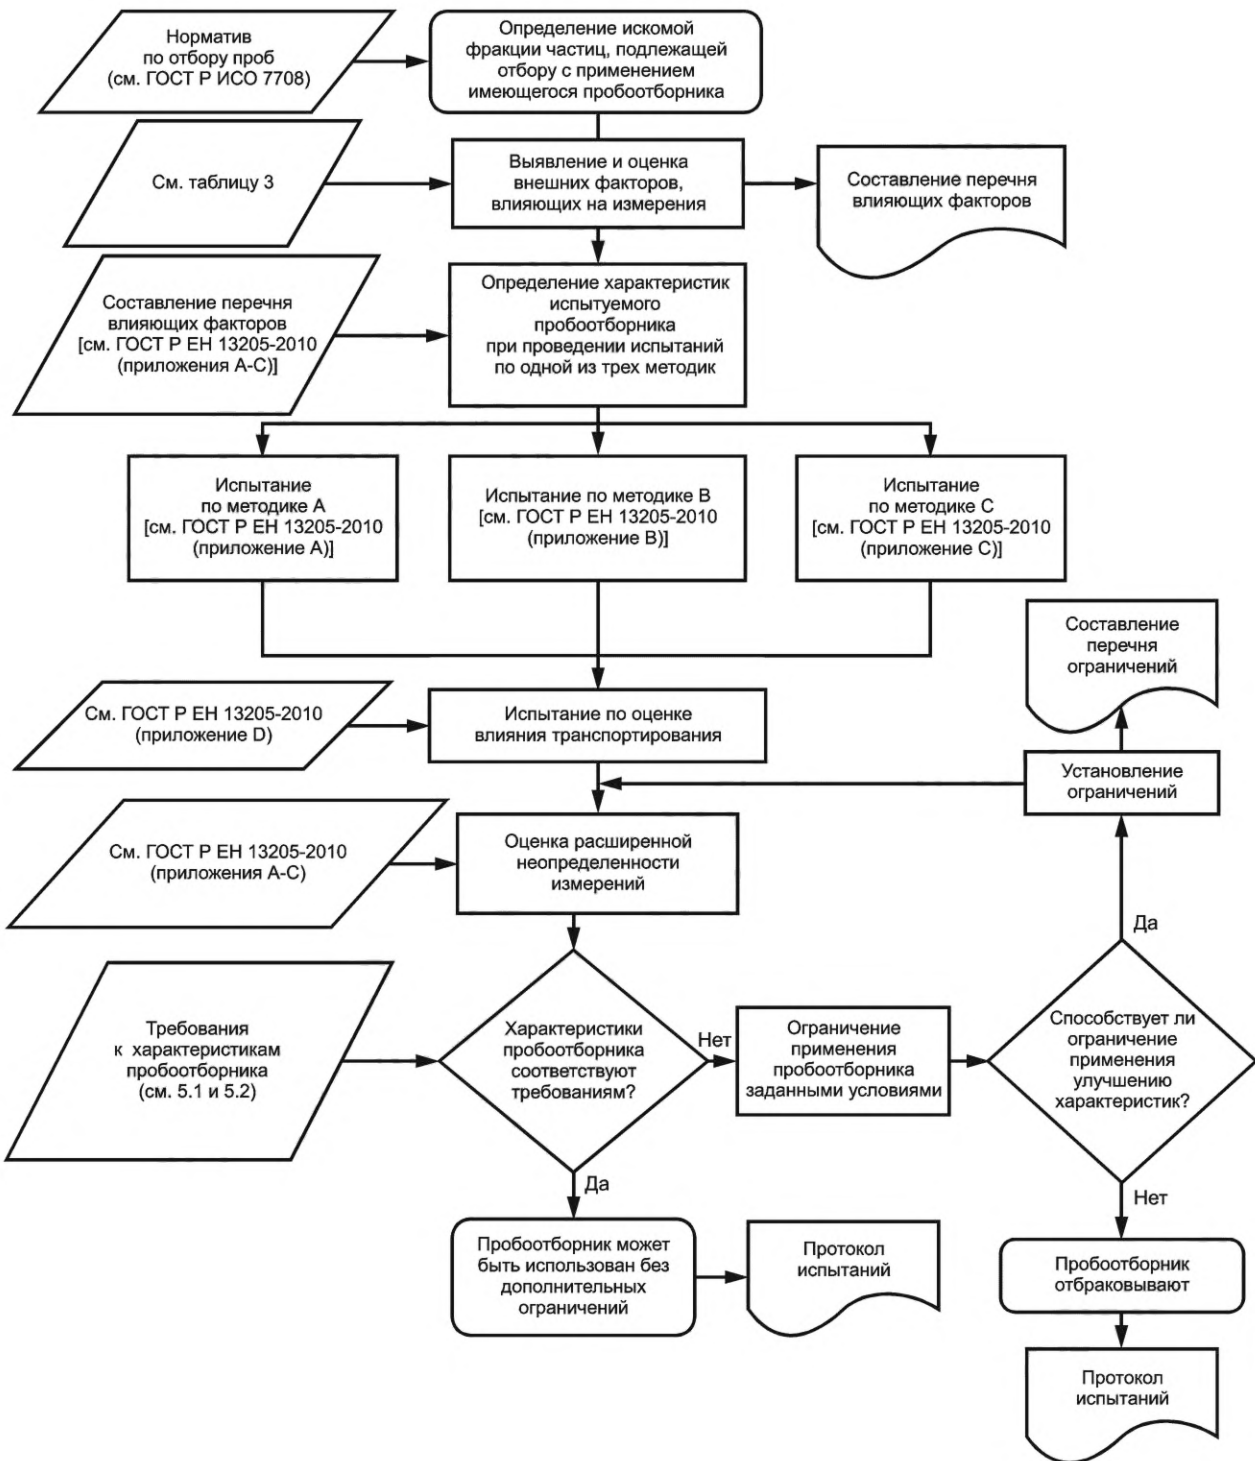 Норматив
по отбору проб
(см. ГОСТ Р ИСО 7708)
Определение искомой
фракции частиц, подлежащей
отбору с применением
имеющегося пробоотборника
См. таблицу 3
Выявление и оценка
внешних факторов,
влияющих на измерения
Составление перечня
влияющих факторов
Составление перечня
влияющих факторов
[см. ГОСТ Р ЕН 13205-2010
(приложения А-С)]
Определение характеристик
испытуемого
пробоотборника
при проведении испытаний
по одной из трех методик
Испытание
по методике А
[см. ГОСТ Р ЕН 13205-2010
(приложение А)]
Испытание по методике В
[см. ГОСТ Р ЕН 13205-2010
(приложение В)]
Испытание
по методике С
[см. ГОСТ Р ЕН 13205-2010
(приложение С)]
Составление
перечня
ограничений
См. ГОСТ Р ЕН 13205-2010
(приложение D)
Испытание по оценке
влияния транспортирования
Установление
ограничений
См. ГОСТ Р ЕН 13205-2010
(приложения А-С)
Оценка расширенной
неопределенности
измерений
Да
Требования
к характеристикам
пробоотборника
(см. 5.1 и 5.2)
Характеристики
пробоотборника
соответствуют
требованиям?
Нет
Ограничение
применения
пробоотборника
заданными условиями
Способствует ли
ограничение
применения
улучшению
характеристик?
Да
Нет
Пробоотборник может
быть использован без
дополнительных
ограничений
Протокол
испытаний
Пробоотборник
отбраковывают
Протокол
испытаний